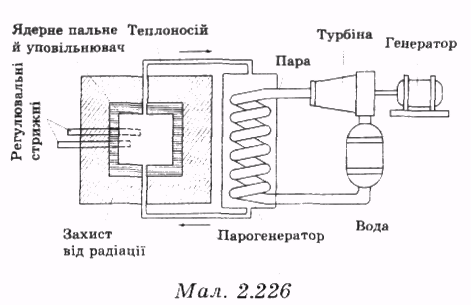 Ядерне пальне
й уповільнювач
Теплоносій
Турбіна
Генератор
Пара
Регулювальні
стрижні
Захист
від радіації
Парогенератор
Вода
Мал. 2.226